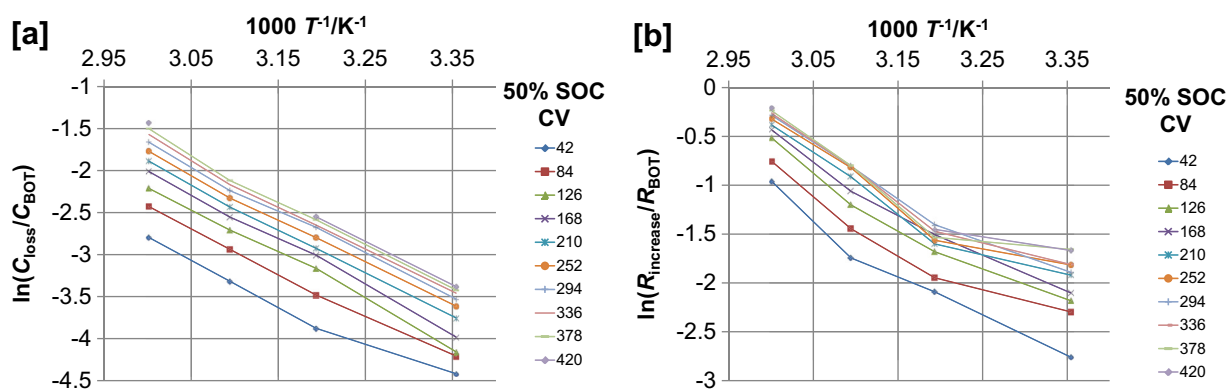 [a]
1000 T-1/K-1
2.95 3.05 3.15 3.25 3.35
-1
-1.5
-2
-2.5
-3
-3.5
-4
-4.5
ln(Closs/CBOT)
50% SOC
CV
42
84
126
168
210
252
294
336
378
420
[b]
1000 T-1/K-1
2.95 3.05 3.15 3.25 3.35
0
-0.5
-1
-1.5
-2
-2.5
-3
ln(Rincrease/RBOT)
50% SOC
CV
42
84
126
168
210
252
294
336
378
420